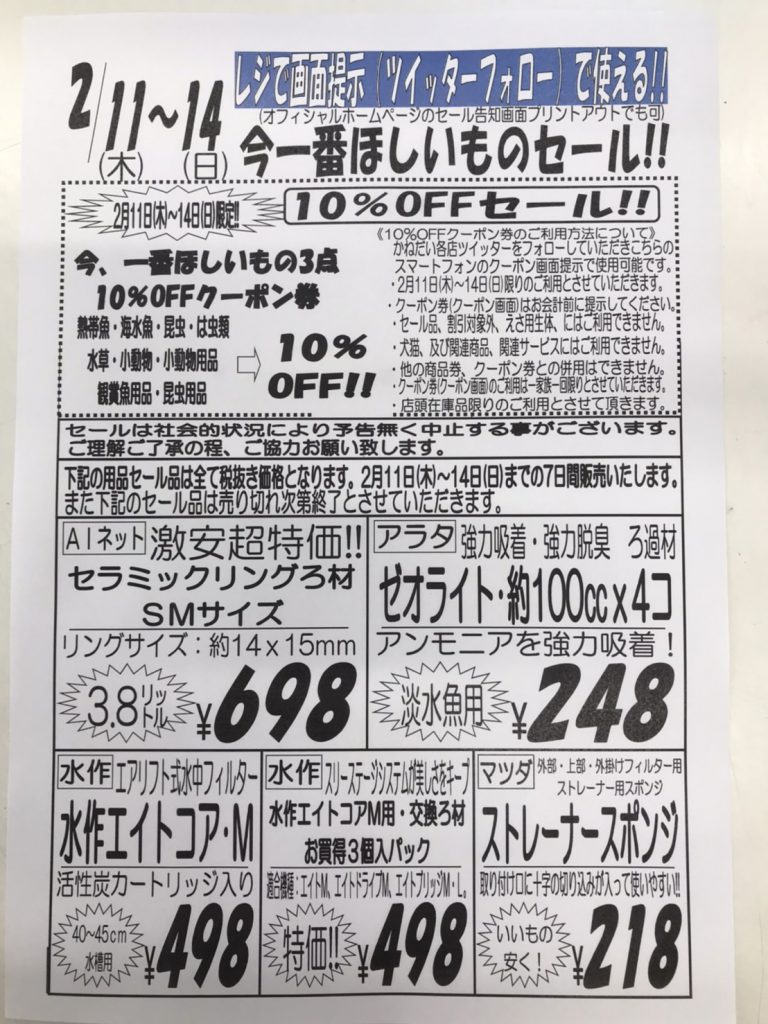 2/11～14
(木) (日)
レジで画面提示(ツイッターフォロー)で使える!!
(オフィシャルホームページのセール告知画面プリントアウトでも可)
今一番ほしいものセール!!
2月11日(木)～14日(日)限定!!
10％OFFセール!!
今、一番ほしいもの3点
10％OFFクーポン券
熱帯魚・海水魚・昆虫・は虫類
水草・小動物・小動物用品
観賞魚用品・昆虫用品
⇨
10％
OFF!!
《10％OFFクーポン券のご利用方法について》
・かねだい各店ツイッターをフォローしていただきこちらの
スマートフォンのクーポン画面提示で使用可能です。
・2月11日(木)～14日(日)限りのご利用とさせていただきます。
・クーポン券(クーポン画面)はお会計前に提示してください。
・セール品、割引対象外、えさ用生体、にはご利用できません。
・犬猫、及び関連商品、関連サービスにはご利用できません。
・他の商品券、クーポン券との併用はできません。
・クーポン券(クーポン画面)のご利用は一家族一回限りとさせていただきます。
・店頭在庫品限りのご利用とさせて頂きます。
セールは社会的状況により予告無く中止する事がございます。
ご理解ご了承の程、ご協力お願い致します。
下記の用品セール品は全て税抜き価格となります。2月11日(木)～14日(日)までの7日間販売いたします。
また下記のセール品は売り切れ次第終了とさせていただきます。
AIネット 激安超特価!!
セラミックリングろ材
SMサイズ
リングサイズ：約14x15mm
3.8リットル
¥698
アラタ 強力吸着・強力脱臭 ろ過材
ゼオライト・約100ccx4コ
アンモニアを強力吸着！
淡水魚用
¥248
水作 エアリフト式水中フィルター
水作エイトコア・M
活性炭カートリッジ入り
40～45cm
水槽用
¥498
水作 スリーステージシステムが美しさをキープ
水作エイトコアM用・交換ろ材
お買得3個入パック
適合機種：エイトM、エイトドライブM、エイトブリッジM・L。
特価!!
¥498
マツダ 外部・上部・外掛けフィルター用
ストレーナー用スポンジ
ストレーナースポンジ
取り付け口に十字の切り込みが入って使いやすい!!
いいもの
安く！
¥218